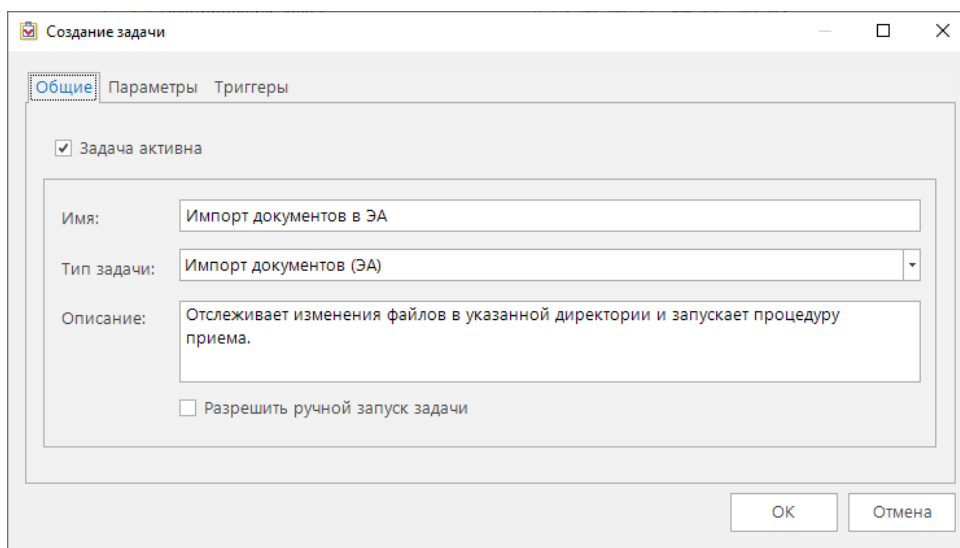 Создание задачи
Общие Параметры Триггеры
Задача активна
Имя: Импорт документов в ЭА
Тип задачи: Импорт документов (ЭА)
Описание: Отслеживает изменения файлов в указанной директории и запускает процедуру
приема.
Разрешить ручной запуск задачи
ОК Отмена